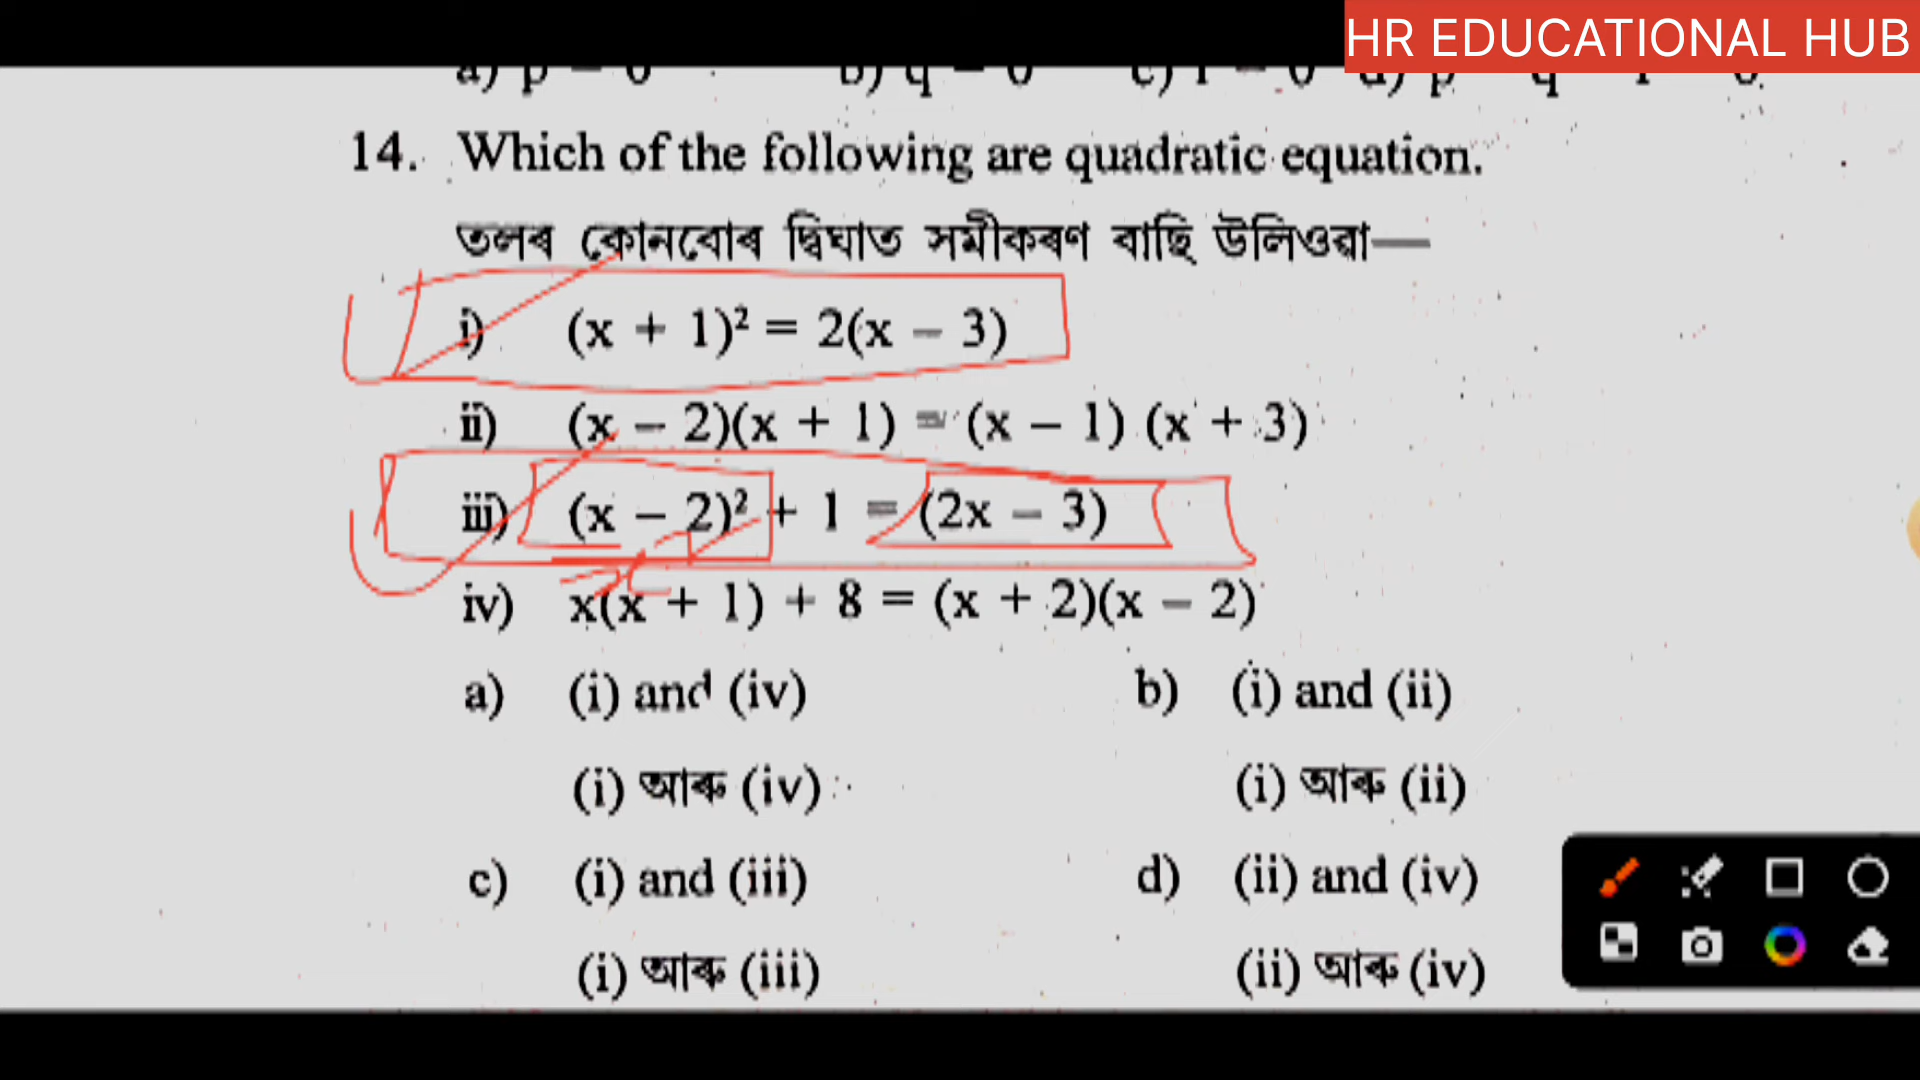 HR EDUCATIONAL HUB
14. Which of the following are quadratic equation.
তলৰ কোনবোৰ দ্বিঘাত সমীকৰণ বাছি উলিওৱা—
i) (x + 1)² = 2(x – 3)
ii) (x – 2)(x + 1) = (x – 1) (x + 3)
iii) (x – 2)² + 1 = (2x – 3)
iv) x(x + 1) + 8 = (x + 2)(x – 2)
a) (i) and (iv) b) (i) and (ii)
(i) আৰু (iv) (i) আৰু (ii)
c) (i) and (iii) d) (ii) and (iv)
(i) আৰু (iii) (ii) আৰু (iv)